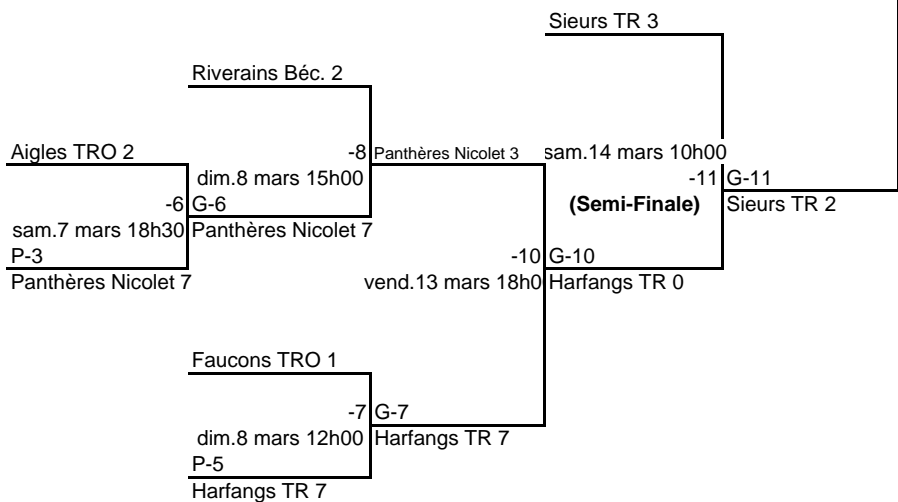 Sieurs TR 3
Riverains Béc. 2
Aigles TRO 2
-8 Panthères Nicolet 3
sam.14 mars 10h00
dim.8 mars 15h00
-11 G-11
-6 G-6
(Semi-Finale) Sieurs TR 2
sam.7 mars 18h30 Panthères Nicolet 7
P-3
-10 G-10
Panthères Nicolet 7
vend.13 mars 18h0 Harfangs TR 0
Faucons TRO 1
-7 G-7
dim.8 mars 12h00 Harfangs TR 7
P-5
Harfangs TR 7